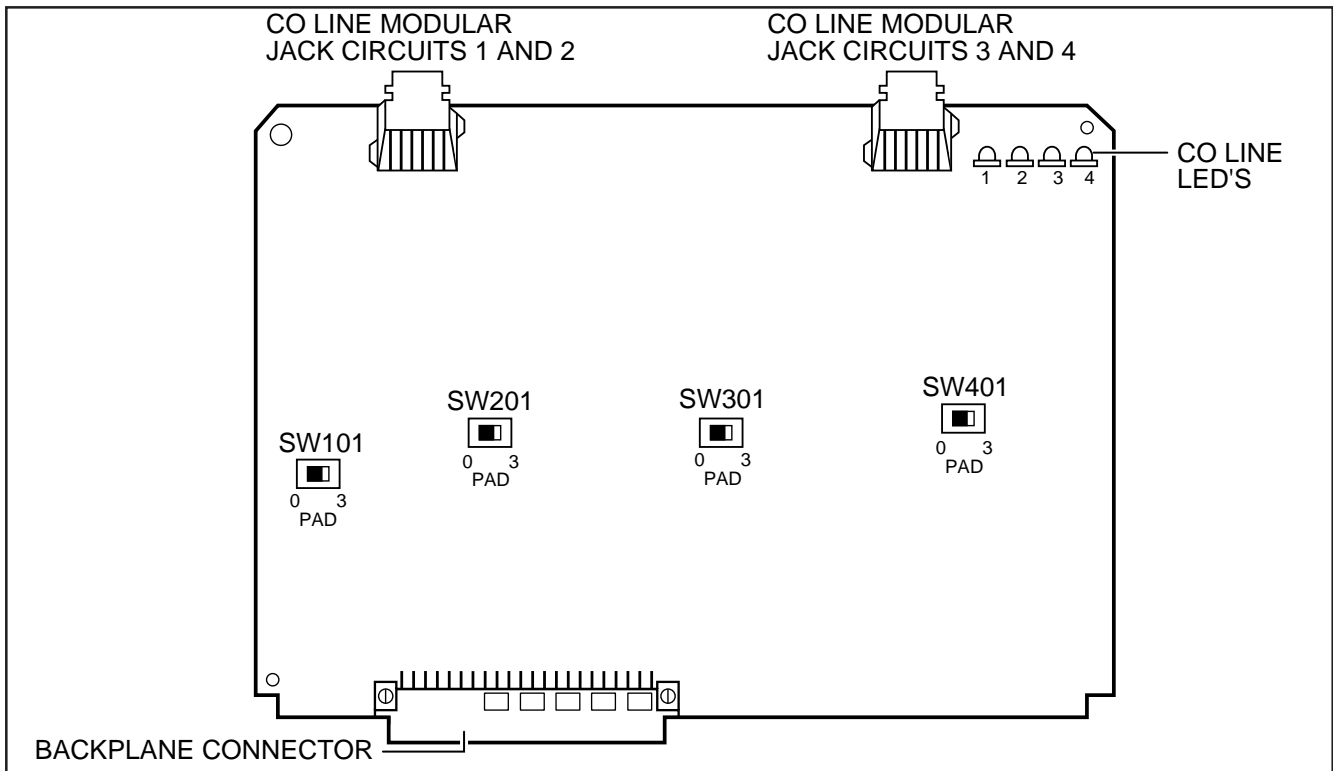 CO LINE MODULAR
JACK CIRCUITS 1 AND 2
CO LINE MODULAR
JACK CIRCUITS 3 AND 4
CO LINE
LED'S
1 2 3 4
SW101
0 3
PAD
SW201
0 3
PAD
SW301
0 3
PAD
SW401
0 3
PAD
BACKPLANE CONNECTOR